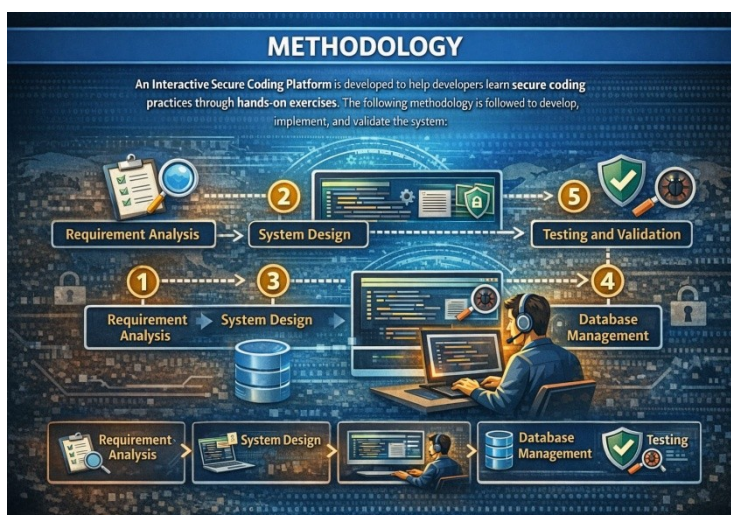 METHODOLOGY
An Interactive Secure Coding Platform is developed to help developers learn secure coding
practices through hands-on exercises. The following methodology is followed to develop,
implement, and validate the system:
2
5
Requirement Analysis
System Design
Testing and Validation
1
3
4
Requirement
Analysis
System Design
Database
Management
Requirement
Analysis
System Design
Database
Management
Testing